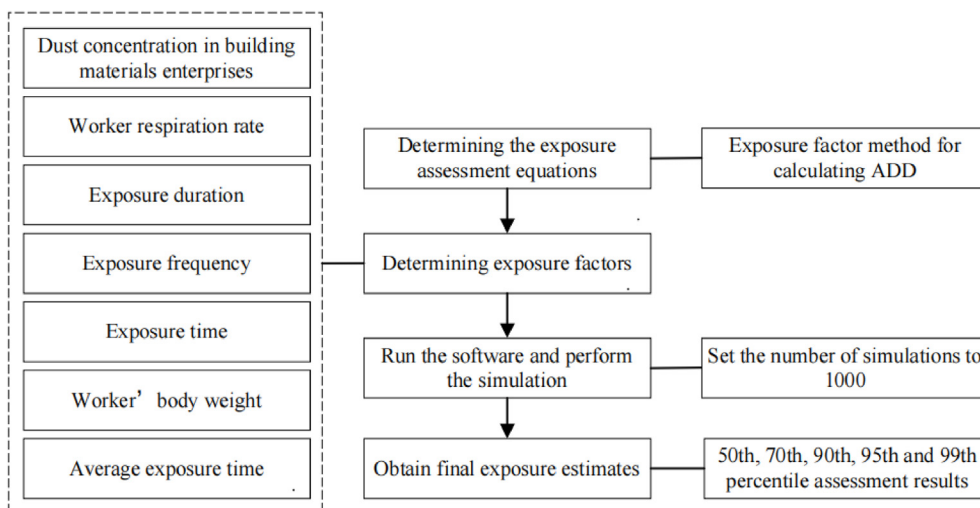 Dust concentration in building
materials enterprises
Worker respiration rate
Exposure duration
Exposure frequency
Exposure time
Worker’ body weight
Average exposure time
Determining the exposure
assessment equations
Exposure factor method for
calculating ADD
Determining exposure factors
Run the software and perform
the simulation
Set the number of simulations to
1000
Obtain final exposure estimates
50th, 70th, 90th, 95th and 99th
percentile assessment results